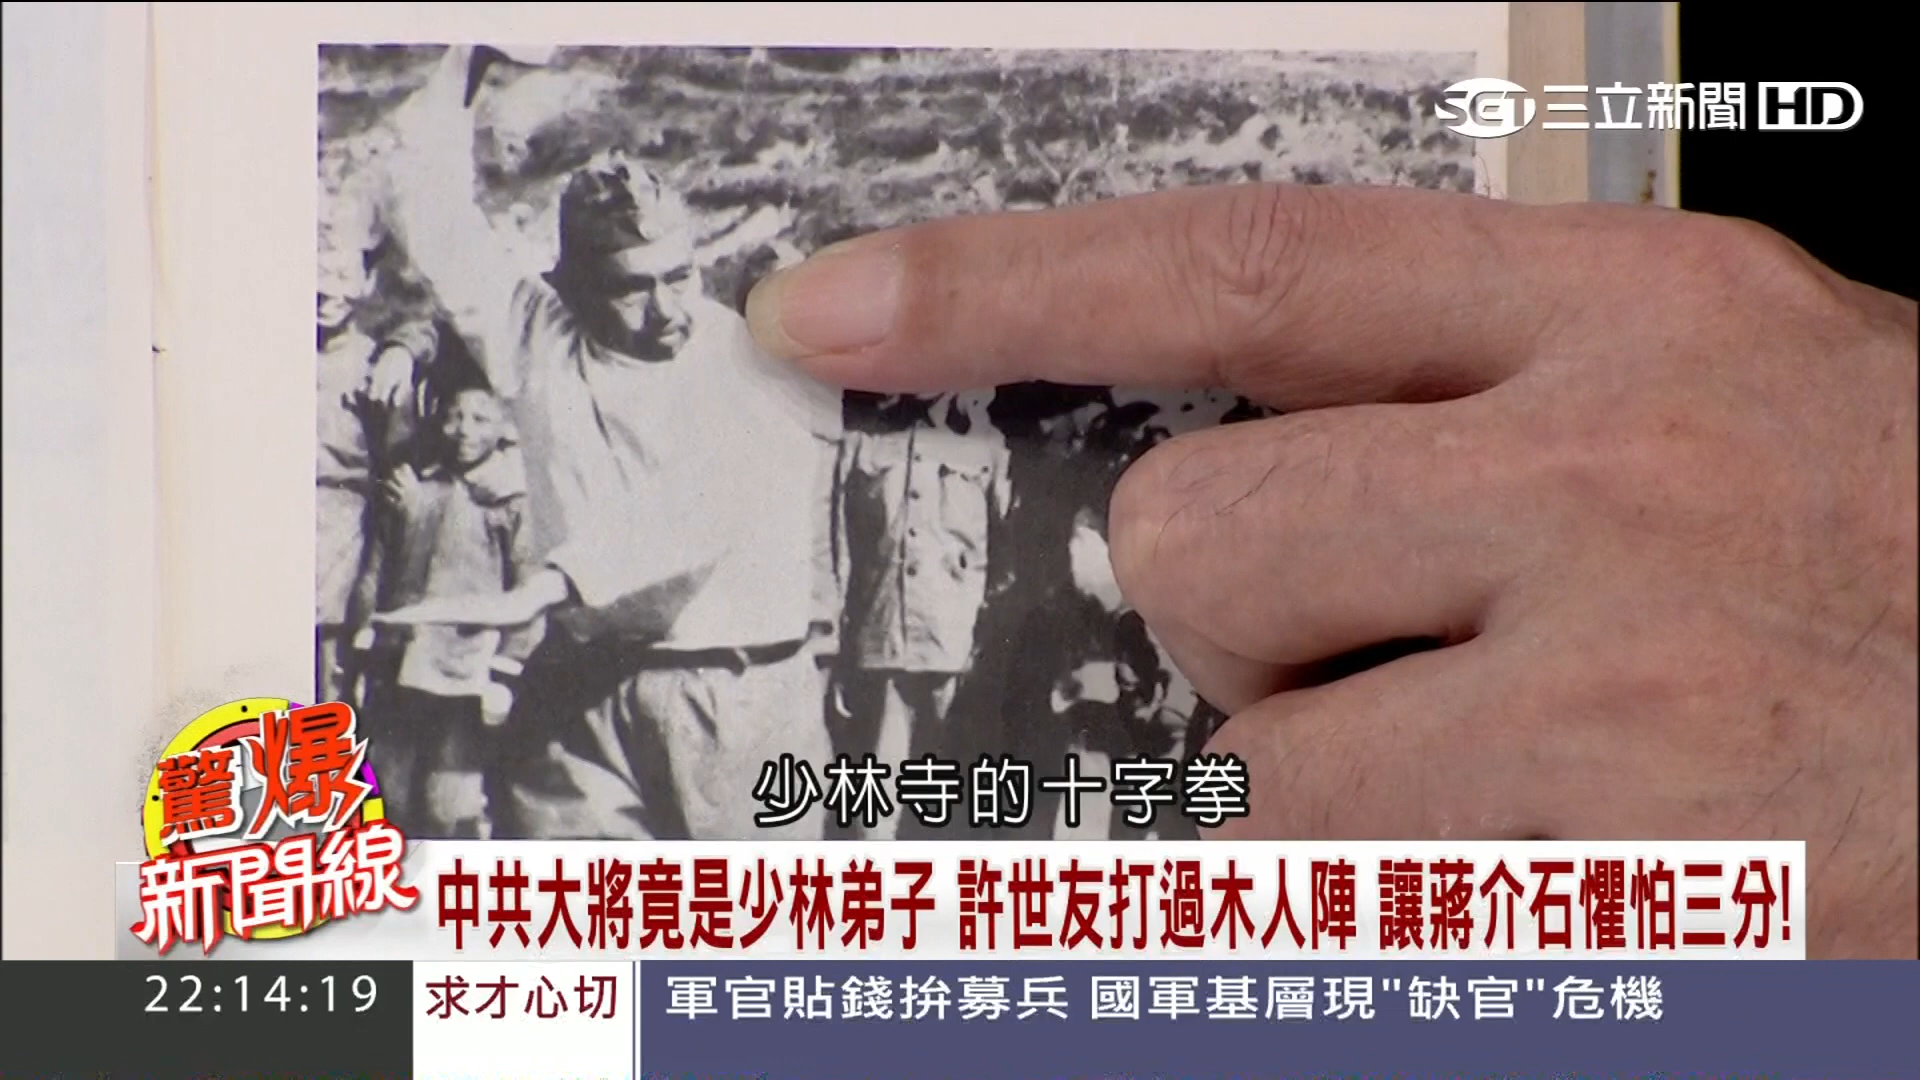 SET三立新聞HD
少林寺的十字拳
驚爆
新聞線
中共大將竟是少林弟子 許世友打過木人陣 讓蔣介石懼怕三分!
22:14:19 求才心切 軍官貼錢拚募兵 國軍基層現"缺官"危機